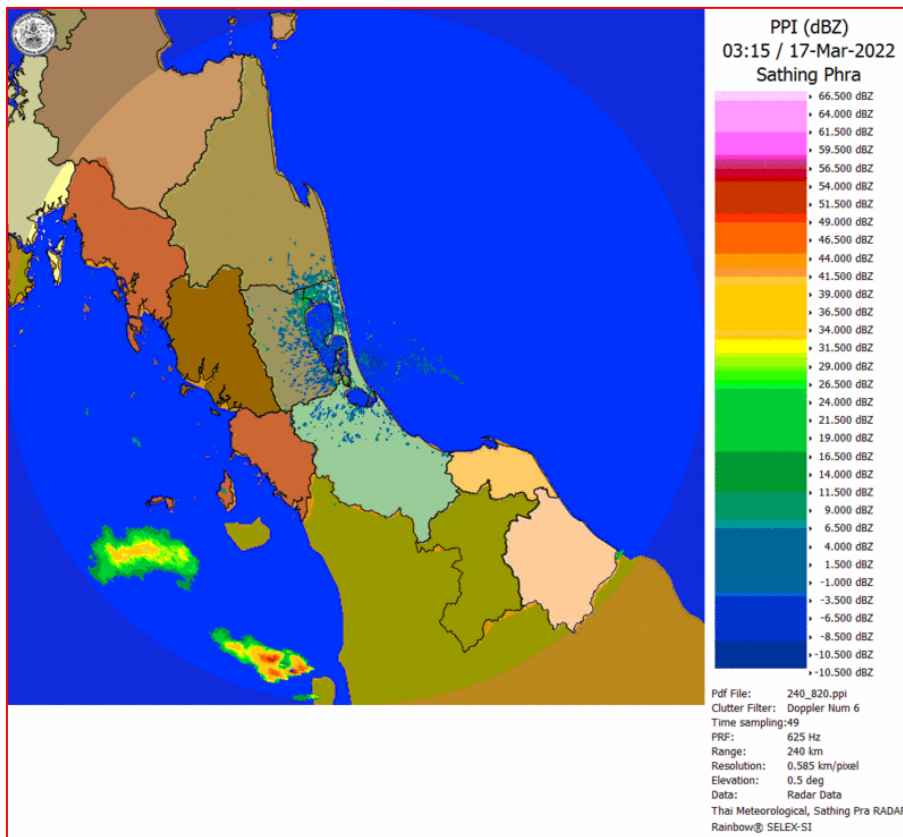 PPI (dBZ)
03:15 / 17-Mar-2022
Sathing Phra
66.500 dBZ
64.000 dBZ
61.500 dBZ
59.500 dBZ
56.500 dBZ
54.000 dBZ
51.500 dBZ
49.000 dBZ
46.500 dBZ
44.000 dBZ
41.500 dBZ
39.000 dBZ
36.500 dBZ
34.000 dBZ
31.500 dBZ
29.000 dBZ
26.500 dBZ
24.000 dBZ
21.500 dBZ
19.000 dBZ
16.500 dBZ
14.000 dBZ
11.500 dBZ
9.000 dBZ
6.500 dBZ
4.000 dBZ
1.500 dBZ
-1.000 dBZ
-3.500 dBZ
-6.500 dBZ
-8.500 dBZ
-10.500 dBZ
-10.500 dBZ
Pdf File: 240_820.ppi
Clutter Filter: Doppler Num 6
Time sampling:49
PRF: 625 Hz
Range: 240 km
Resolution: 0.585 km/pixel
Elevation: 0.5 deg
Data: Radar Data
Thai Meteorological, Sathing Pra RADAR
Rainbow® SELEX-SI